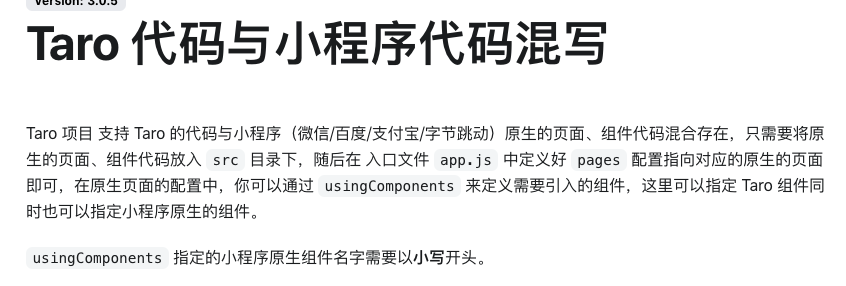 Version: 3.0.5
Taro 代码与小程序代码混写
Taro 项目 支持 Taro 的代码与小程序（微信/百度/支付宝/字节跳动）原生的页面、组件代码混合存在，只需要将原
生的页面、组件代码放入 src 目录下，随后在 入口文件 app.js 中定义好 pages 配置指向对应的原生的页面
即可，在原生页面的配置中，你可以通过 usingComponents 来定义需要引入的组件，这里可以指定 Taro 组件同
时也可以指定小程序原生的组件。
usingComponents 指定的小程序原生组件名字需要以小写开头。